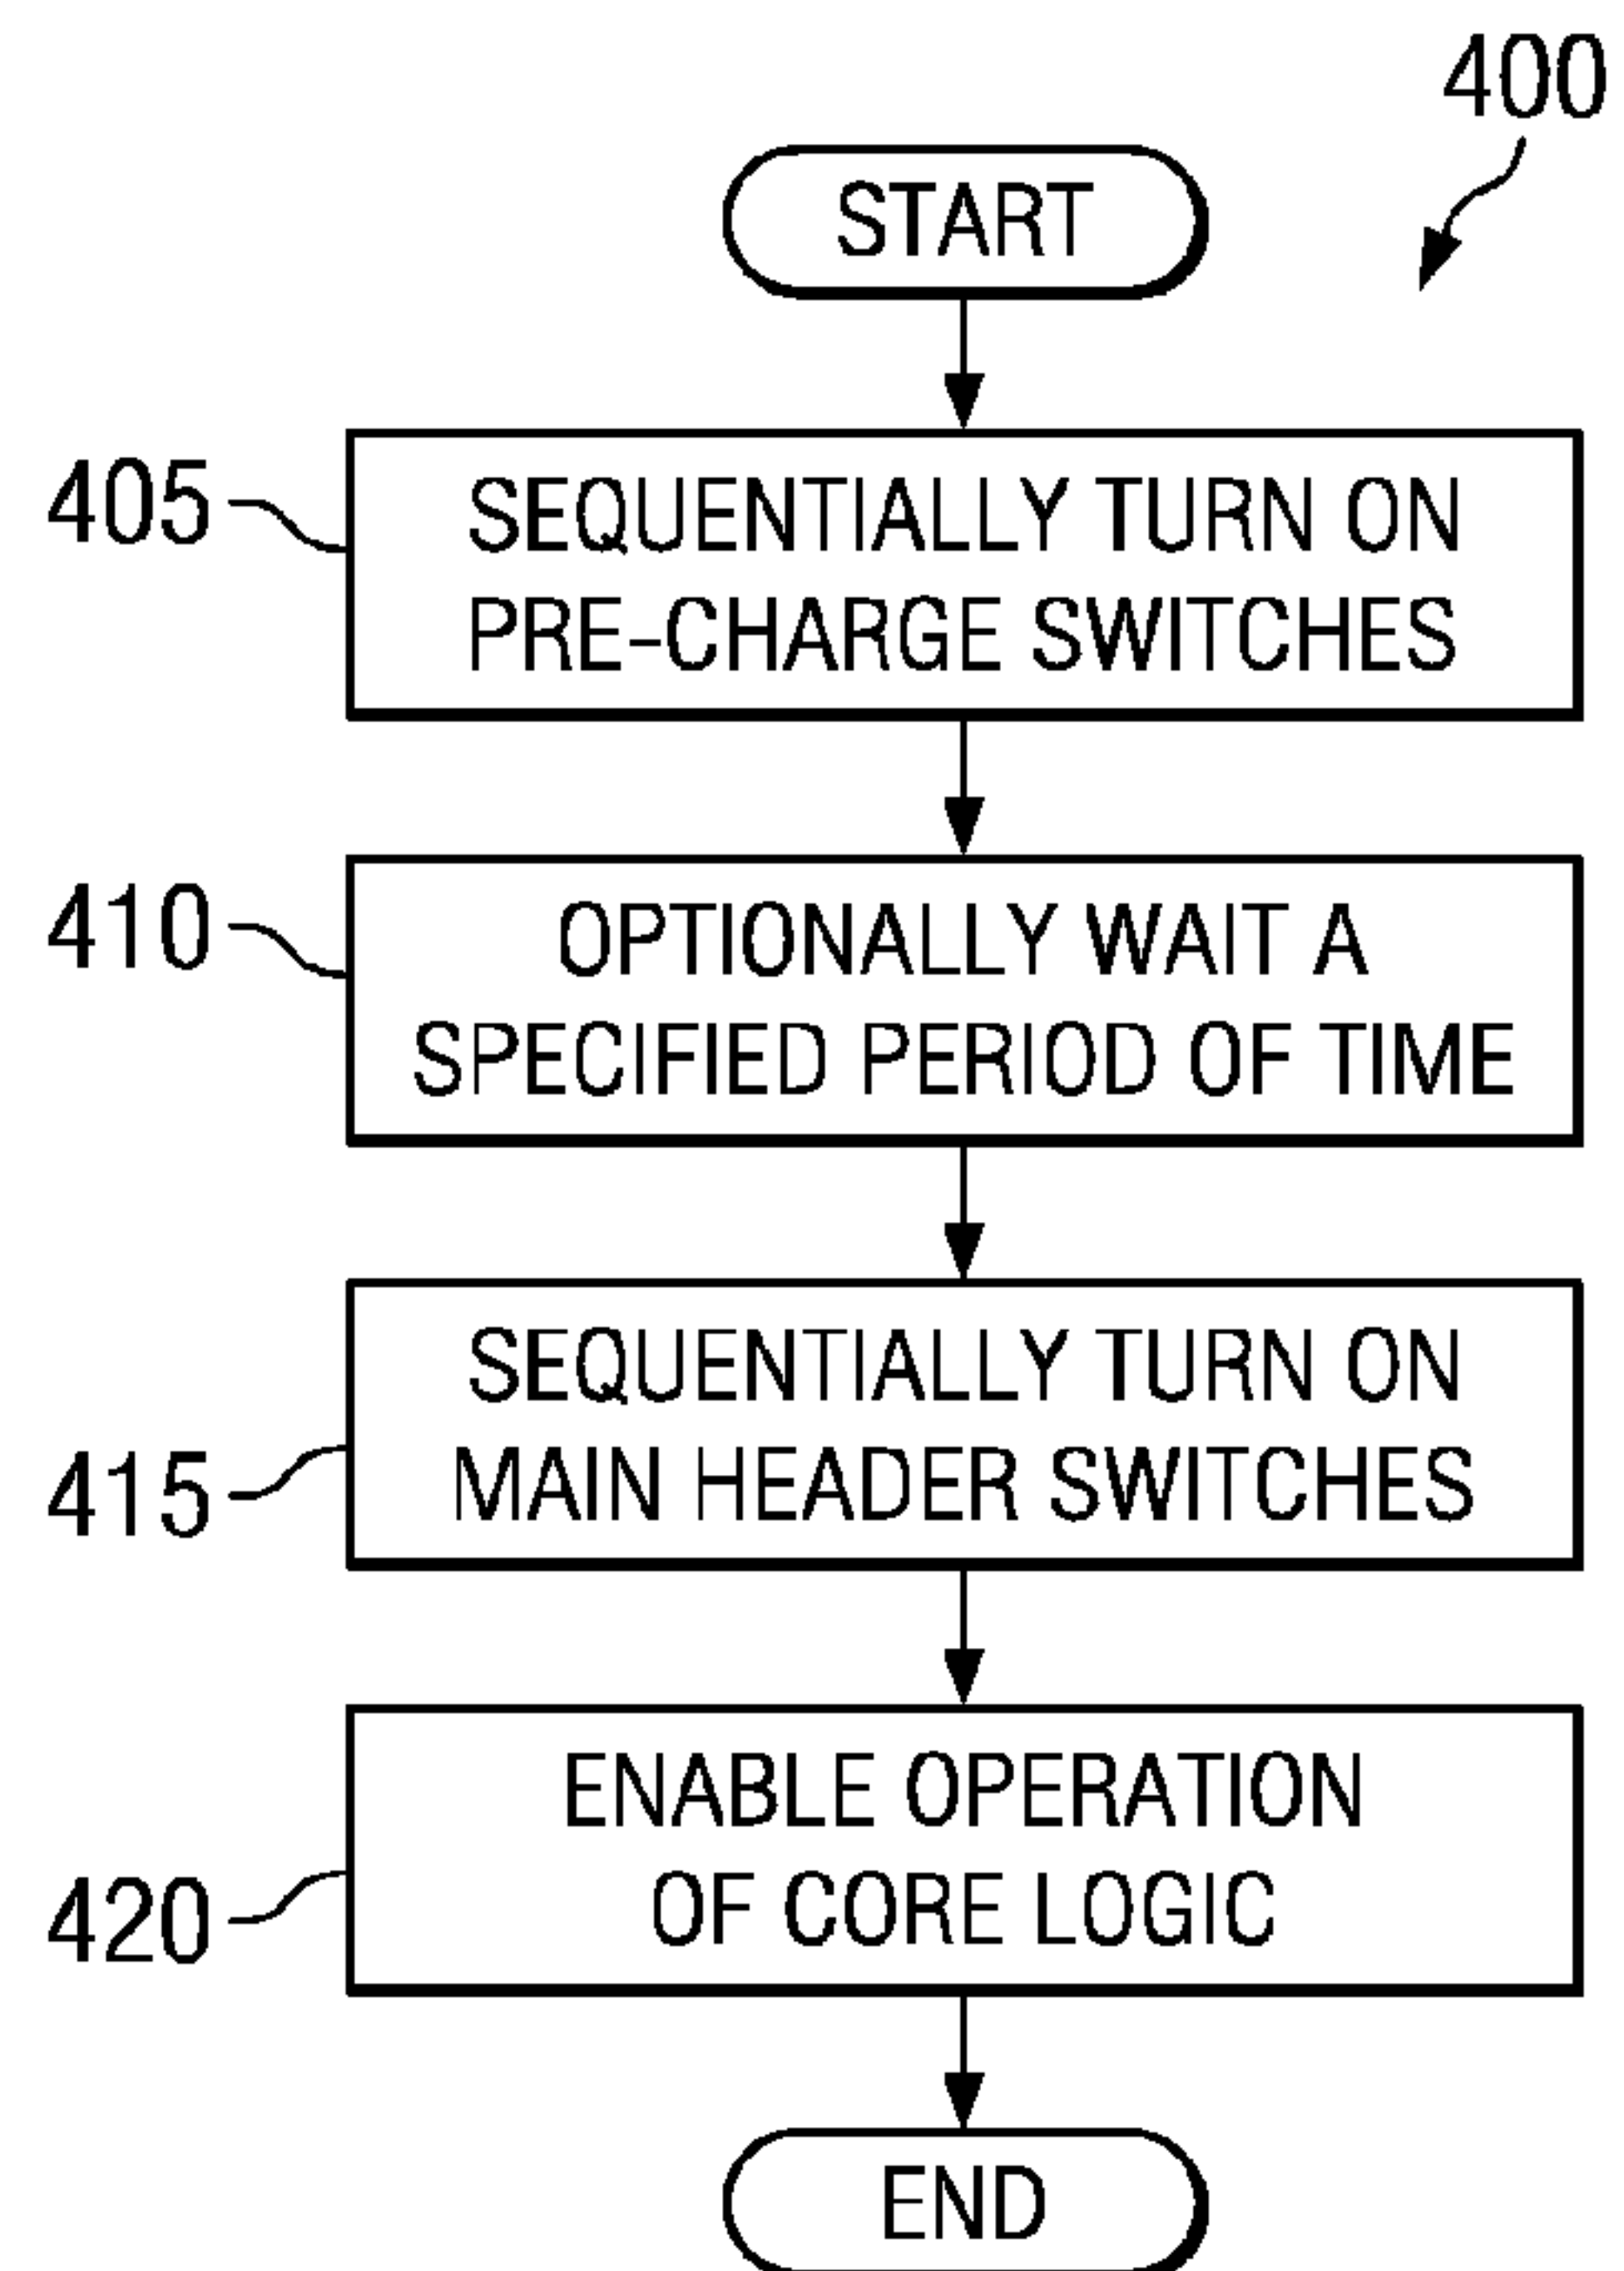 400
START
405
SEQUENTIALLY TURN ON
PRE-CHARGE SWITCHES
410
OPTIONALLY WAIT A
SPECIFIED PERIOD OF TIME
SEQUENTIALLY TURN ON
MAIN HEADER SWITCHES
415
ENABLE OPERATION
OF CORE LOGIC
420
END